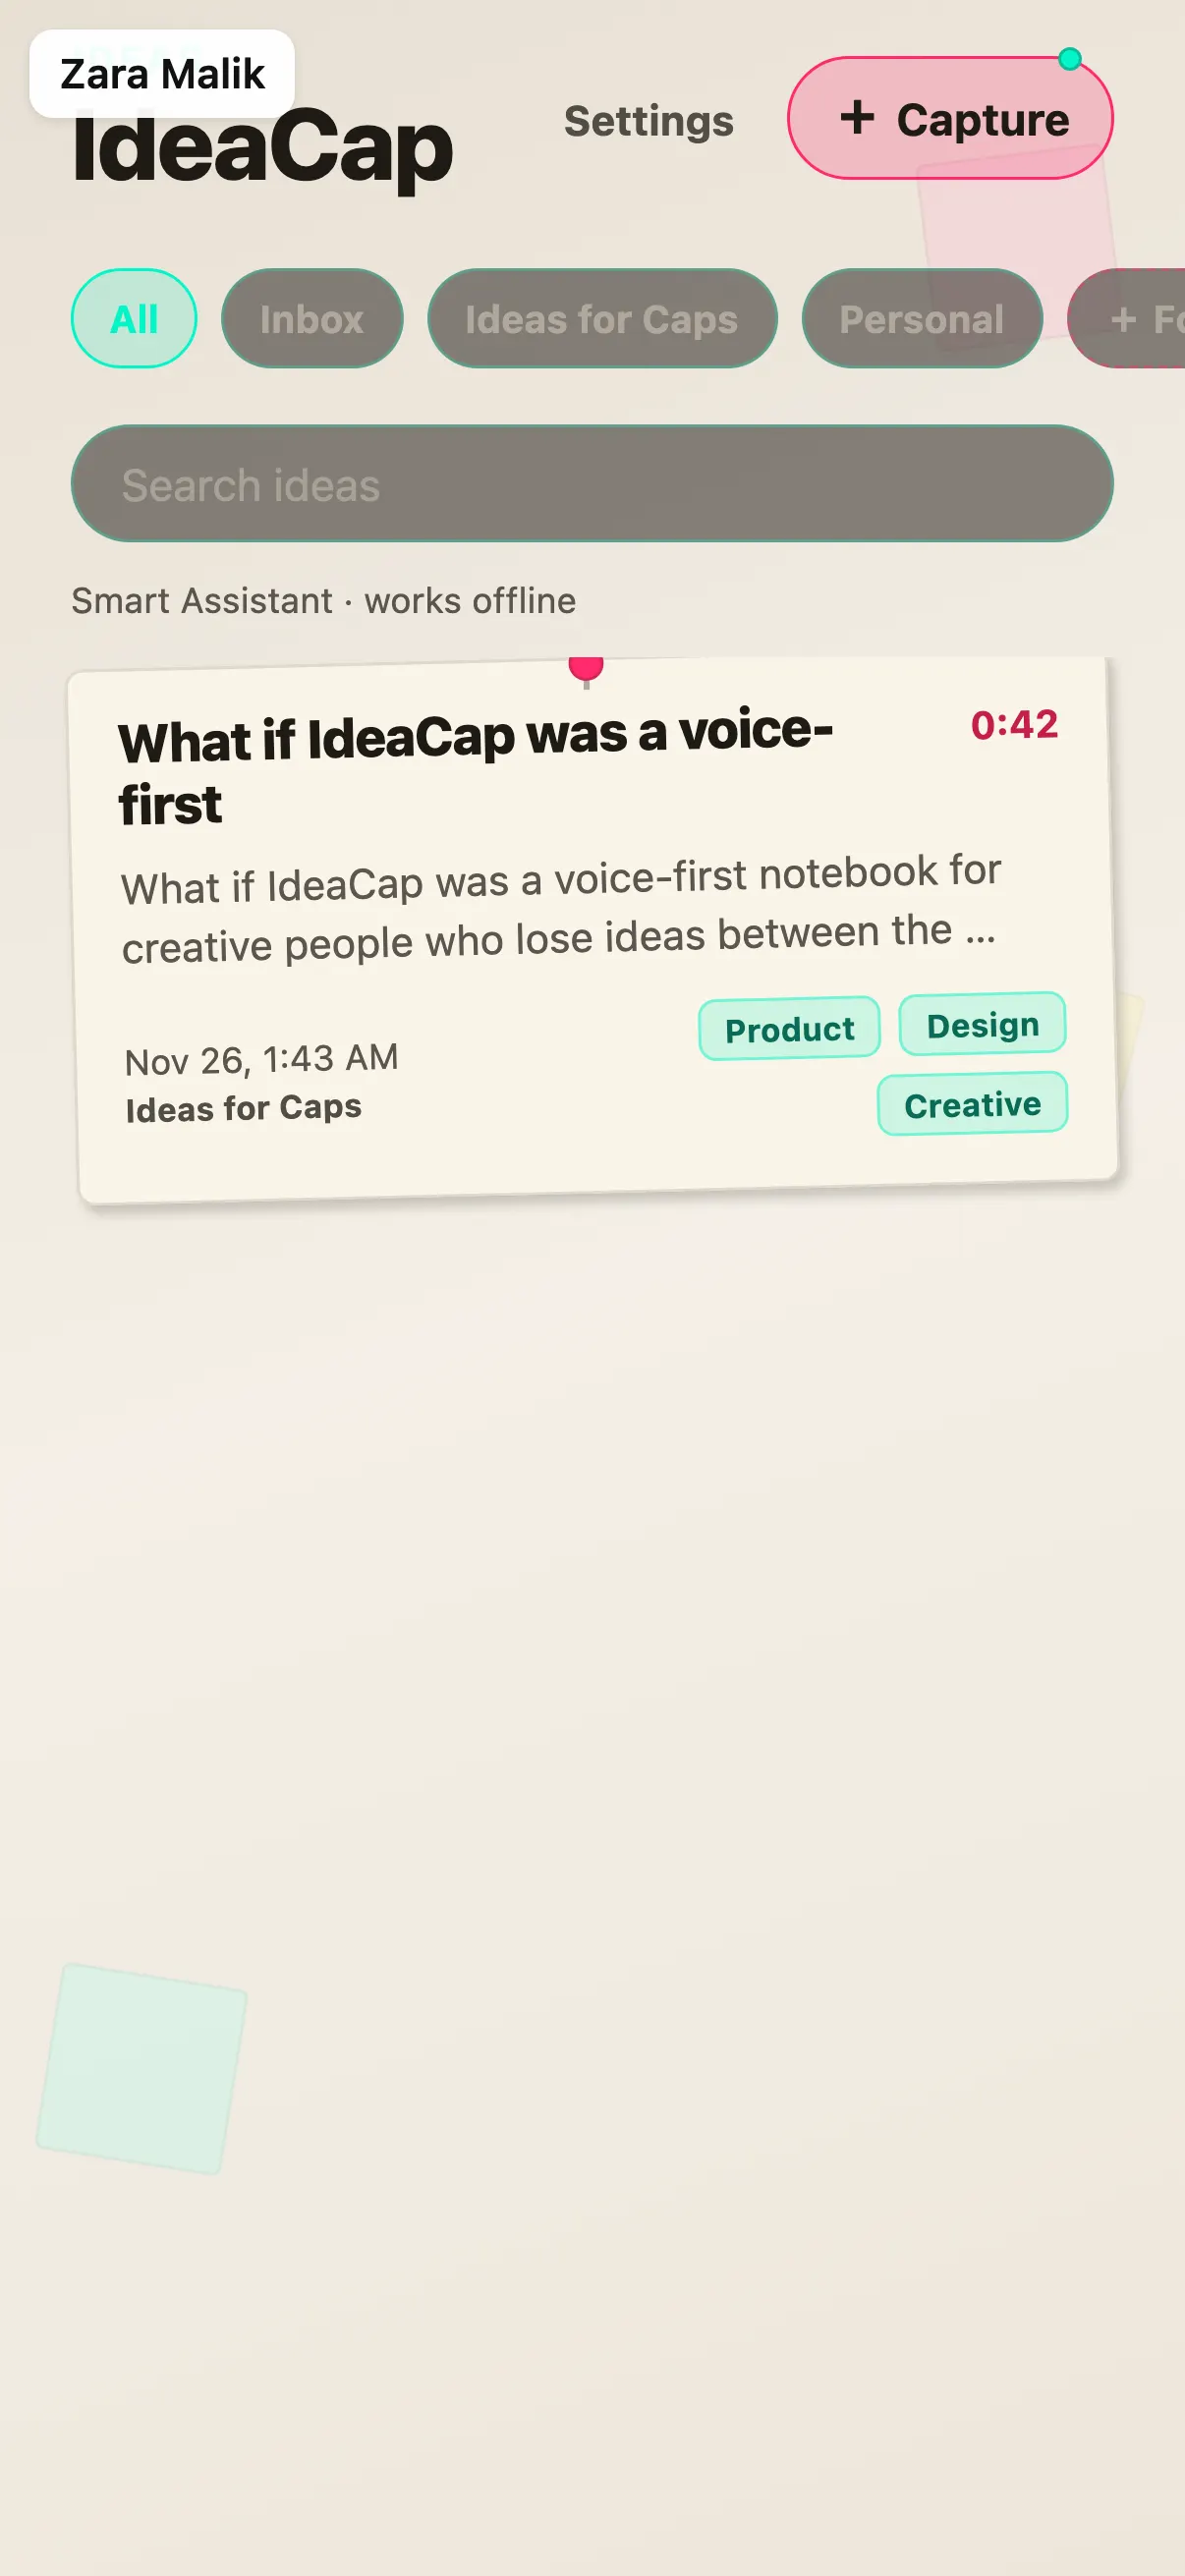 Zara Malik
IdeaCap
Settings
+ Capture
All
Inbox
Ideas for Caps
Personal
+ Fo
Search ideas
Smart Assistant · works offline
What if IdeaCap was a voice-
first
0:42
What if IdeaCap was a voice-first notebook for
creative people who lose ideas between the ...
Product
Design
Nov 26, 1:43 AM
Creative
Ideas for Caps